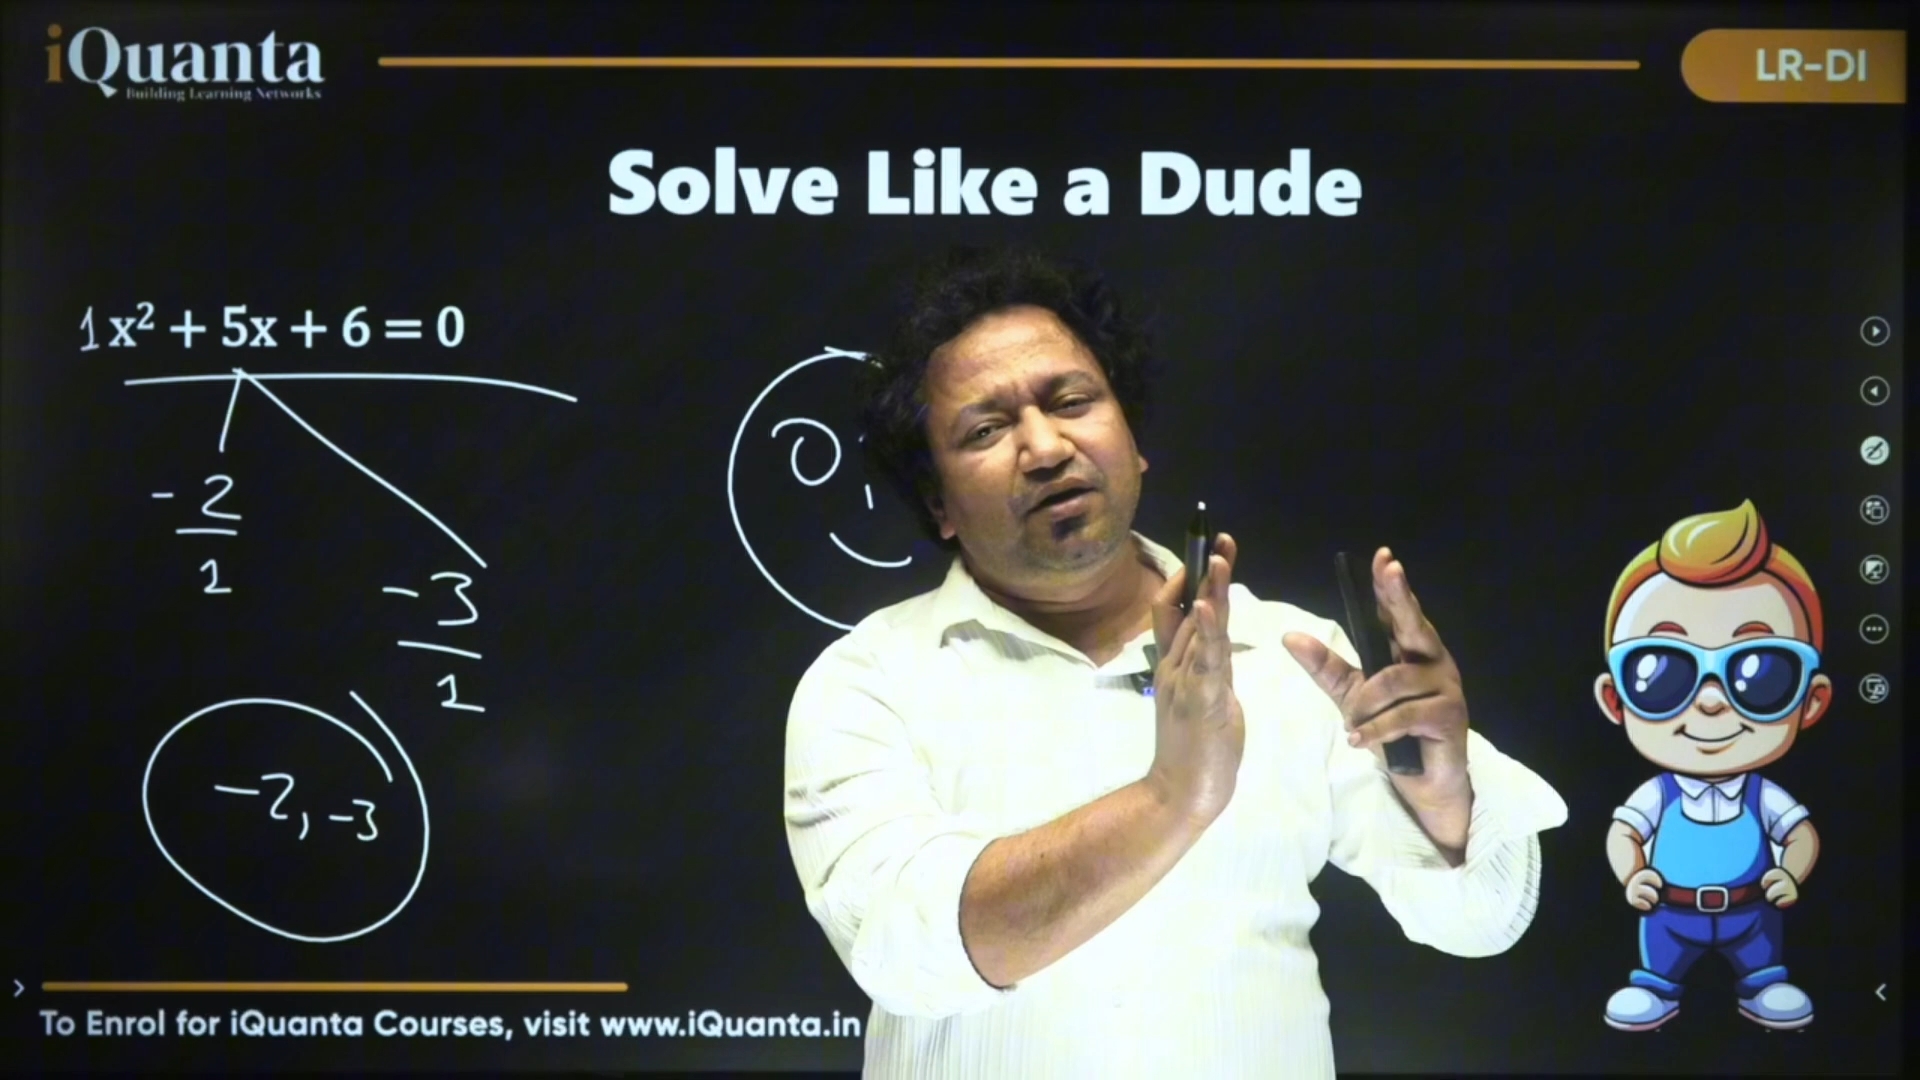 iQuanta
Building Learning Networks
LR-DI
Solve Like a Dude
1x² + 5x + 6 = 0
-2
1
-3
1
-2, -3
To Enrol for iQuanta Courses, visit www.iQuanta.in